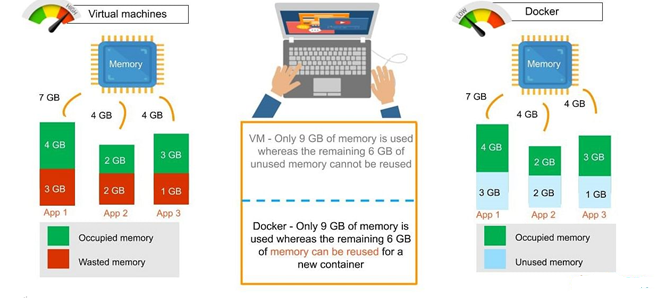 HIGH
Virtual machines
Memory
7 GB
4 GB
4 GB
4 GB
2 GB
3 GB
3 GB
2 GB
1 GB
App 1
App 2
App 3
Occupied memory
Wasted memory
VM - Only 9 GB of memory is used
whereas the remaining 6 GB of
unused memory cannot be reused
Docker - Only 9 GB of memory is
used whereas the remaining 6 GB
of memory can be reused for a
new container
LOW
Docker
Memory
7 GB
4 GB
4 GB
4 GB
2 GB
3 GB
3 GB
2 GB
1 GB
App 1
App 2
App 3
Occupied memory
Unused memory